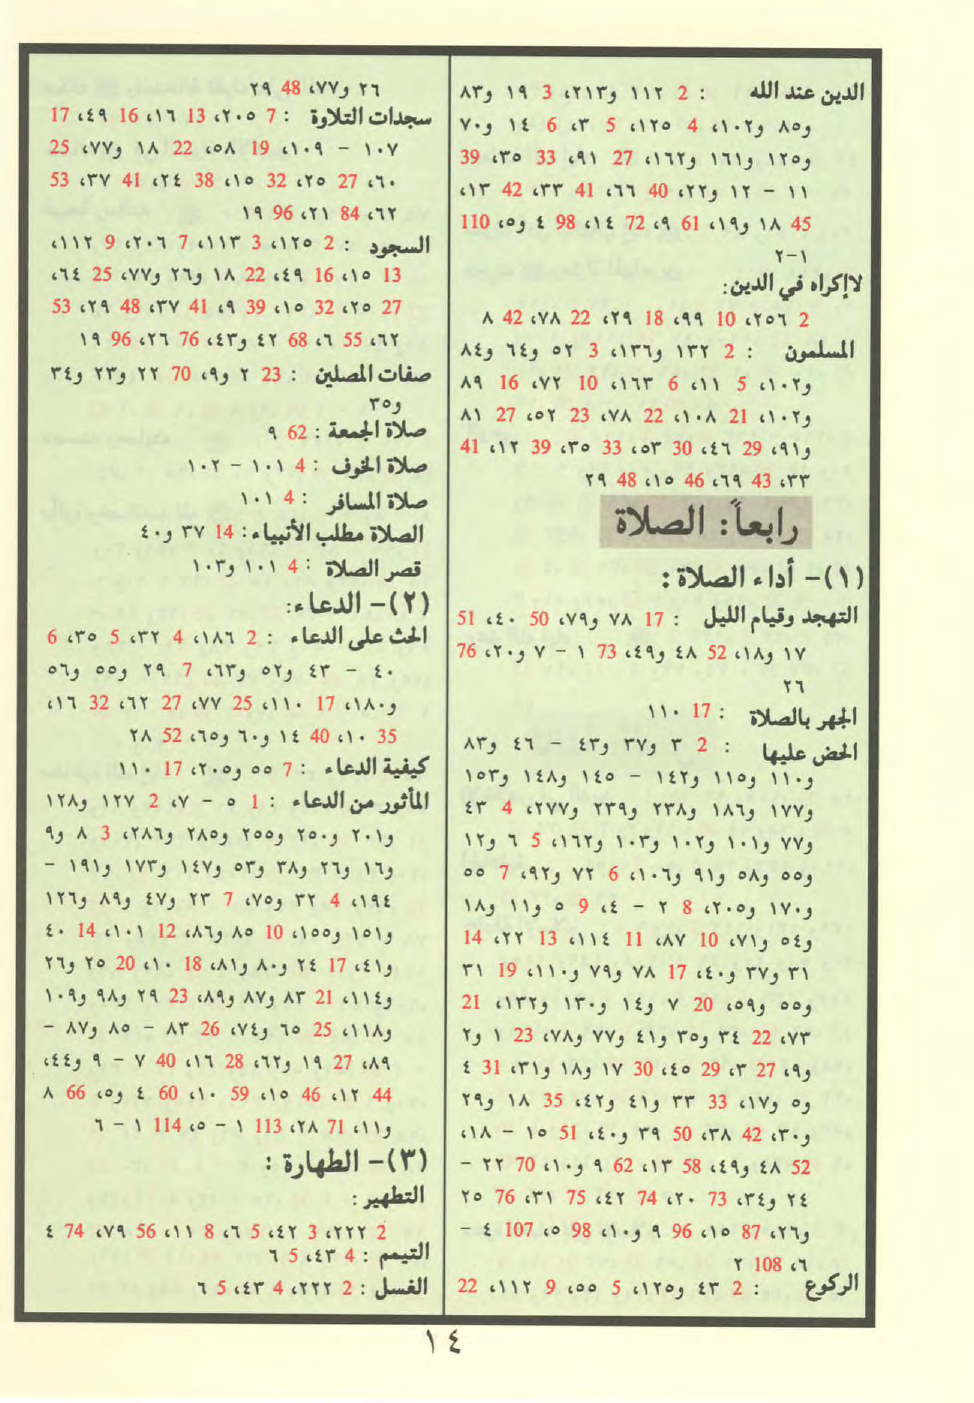 الدين عند الله : 2 ١١٢ و٢١٣، 3 ١٩ و٨٣
و٨٥ و١٠٢، 4 ١٢٥، 5 ٣، 6 ١٤ و٧٠
و١٢٥ و١٦١ و١٦٢، 27 ٩١، 33 ٣٥، 39
١١ – ١٢ و٢٢، 40 ٦٦، 41 ٣٣، 42 ١٣،
45 ١٨ و١٩، 61 ٩، 72 ١٤، 98 ٤ و٥، 110
١-٢
لاإكراه في الدين:
2 ٢٥٦، 10 ٩٩، 18 ٢٩، 22 ٧٨، 42 ٨
المسلمون : 2 ١٣٢ و١٣٦، 3 ٥٢ و٦٤ و٨٤
و١٠٢، 5 ١١، 6 ١٦٣، 10 ٧٢، 16 ٨٩
و١٠٢، 21 ١٠٨، 22 ٧٨، 23 ٥٢، 27 ٨١
و٩١، 29 ٤٦، 30 ٥٣، 33 ٣٥، 39 ١٢، 41
٣٣، 43 ٦٩، 46 ١٥، 48 ٢٩
رابعاً: الصلاة
(١)- أداء الصلاة:
التهجد وقيام الليل : 17 ٧٨ و٧٩، 50 ٤٠، 51
١٧ و١٨، 52 ٤٨ و٤٩، 73 ١ – ٧ و٢٠، 76
٢٦
الجهر بالصلاة : 17 ١١٠
الحض عليها : 2 ٣ و٣٧ و٤٣ – ٤٦ و٨٣
و١١٠ و١١٥ و١٤٢ – ١٤٥ و١٤٨ و١٥٣
و١٧٧ و١٨٦ و٢٣٨ و٢٣٩ و٢٧٧، 4 ٤٣
و٧٧ و١٠١ و١٠٢ و١٠٣ و١٦٢، 5 ٦ و١٢
و٥٥ و٥٨ و٩١ و١٠٦، 6 ٧٢ و٩٢، 7 ٥٥
و١٧٠ و٢٠٥، 8 ٢ – ٤، 9 ٥ و١١ و١٨
و٥٤ و٧١، 10 ٨٧، 11 ١١٤، 13 ٢٢، 14
٣١ و٣٧ و٤٠، 17 ٧٨ و٧٩ و١١٠، 19 ٣١
و٥٥ و٥٩، 20 ٧ و١٤ و١٣٠ و١٣٢، 21
٧٣، 22 ٣٤ و٣٥ و٤١ و٧٧ و٧٨، 23 ١ و٢
و٩، 27 ٣، 29 ٤٥، 30 ١٧ و١٨ و٣١، 31 ٤
و٥ و١٧، 33 ٣٣ و٤١ و٤٢، 35 ١٨ و٢٩
و٣٠، 42 ٣٨، 50 ٣٩ و٤٠، 51 ١٥ – ١٨،
52 ٤٨ و٤٩، 58 ١٣، 62 ٩ و١٠، 70 ٢٢ –
٢٤ و٣٤، 73 ٢٠، 74 ٤٢، 75 ٣١، 76 ٢٥
و٢٦، 87 ١٥، 96 ٩ و١٠، 98 ٥، 107 ٤ –
٦، 108 ٢
الركوع : 2 ٤٣ و١٢٥، 5 ٥٥، 9 ١١٢، 22
٢٦ و٧٧، 48 ٢٩
سجدات التلاوة : 7 ٢٠٥، 13 ١٦، 16 ٤٩، 17
١٠٧ – ١٠٩، 19 ٥٨، 22 ١٨ و٧٧، 25
٦٠، 27 ٢٥، 32 ١٥، 38 ٢٤، 41 ٣٧، 53
٦٢، 84 ٢١، 96 ١٩
السجود : 2 ١٢٥، 3 ١١٣، 7 ٢٠٦، 9 ١١٢،
13 ١٥، 16 ٤٩، 22 ١٨ و٢٦ و٧٧، 25 ٦٤،
27 ٢٥، 32 ١٥، 39 ٩، 41 ٣٧، 48 ٢٩، 53
٦٢، 55 ٦، 68 ٤٢ و٤٣، 76 ٢٦، 96 ١٩
صفات المصلين : 23 ٢ و٩، 70 ٢٢ و٢٣ و٣٤
و٣٥
صلاة الجمعة : 62 ٩
صلاة الخوف : 4 ١٠١ – ١٠٢
صلاة المسافر : 4 ١٠١
الصلاة مطلب الأنبياء: 14 ٣٧ و٤٠
قصر الصلاة : 4 ١٠١ و١٠٣
(٢)- الدعاء:
الحث على الدعاء : 2 ١٨٦، 4 ٣٢، 5 ٣٥، 6
٤٠ – ٤٣ و٥٢ و٦٣، 7 ٢٩ و٥٥ و٥٦
و١٨٠، 17 ١١٠، 25 ٧٧، 27 ٦٢، 32 ١٦،
35 ١٠، 40 ١٤ و٦٠ و٦٥، 52 ٢٨
كيفية الدعاء : 7 ٥٥ و٢٠٥، 17 ١١٠
المأثور من الدعاء : 1 ٥ – ٧، 2 ١٢٧ و١٢٨
و٢٠١ و٢٥٠ و٢٥٥ و٢٨٥ و٢٨٦، 3 ٨ و٩
و١٦ و٢٦ و٣٨ و٥٣ و١٤٧ و١٧٣ و١٩١ –
١٩٤، 4 ٣٢ و٧٥، 7 ٢٣ و٤٧ و٨٩ و١٢٦
و١٥١ و١٥٥، 10 ٨٥ و٨٦، 12 ١٠١، 14 ٤٠
و٤١، 17 ٢٤ و٨٠ و٨١، 18 ١٠، 20 ٢٥ و٢٦
و١١٤، 21 ٨٣ و٨٧ و٨٩، 23 ٢٩ و٩٨ و١٠٩
و١١٨، 25 ٦٥ و٧٤، 26 ٨٣ – ٨٥ و٨٧ –
٨٩، 27 ١٩ و٦٢، 28 ١٦، 40 ٧ – ٩ و٤٤،
44 ١٢، 46 ١٥، 59 ١٠، 60 ٤ و٥، 66 ٨
و١١، 71 ٢٨، 113 ١ – ٥، 114 ١ – ٦
(٣)- الطهارة :
التطهير:
2 ٢٢٢، 3 ٤٢، 5 ٦، 8 ١١، 56 ٧٩، 74 ٤
التيمم : 4 ٤٣، 5 ٦
الغسل : 2 ٢٢٢، 4 ٤٣، 5 ٦
١٤